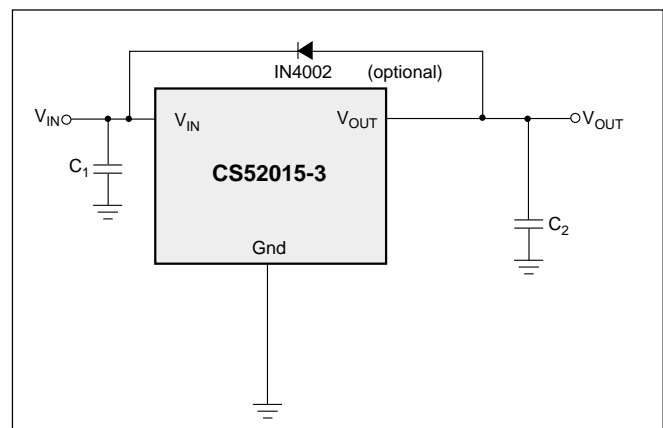 IN4002 (optional)
VIN VIN VOUT VOUT
C1 CS52015-3
C2
Gnd